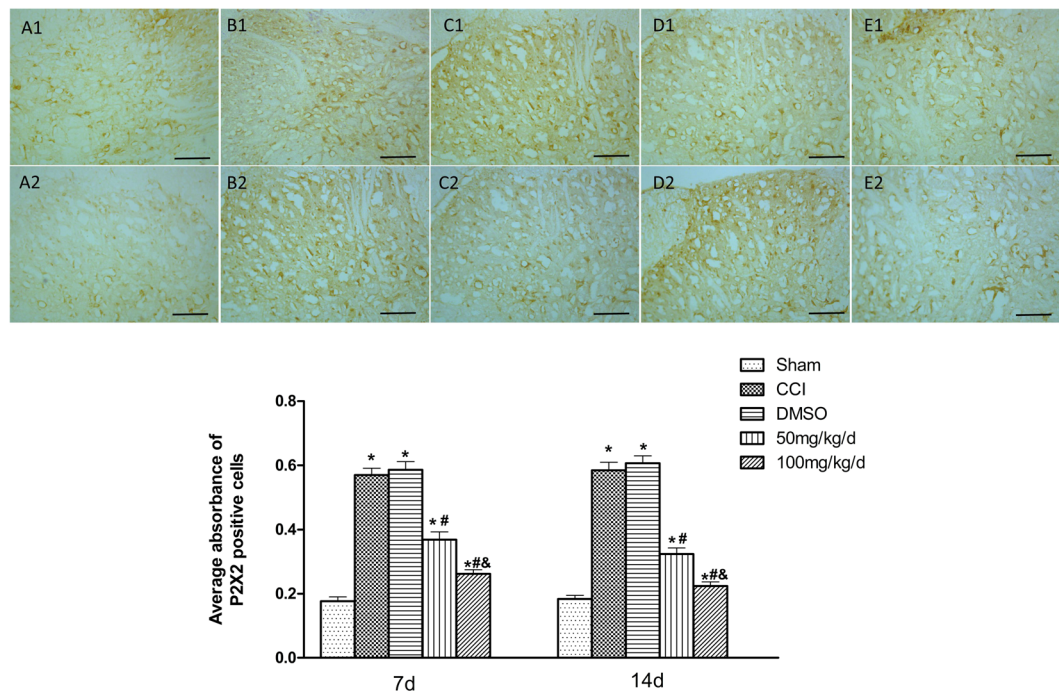 A1 B1 C1 D1 E1
A2 B2 C2 D2 E2
Sham
CCI
DMSO
50mg/kg/d
100mg/kg/d
Average absorbance of
P2X2 positive cells
0.8
0.6
0.4
0.2
0.0
* * *# *#&
* * *# *#&
7d 14d